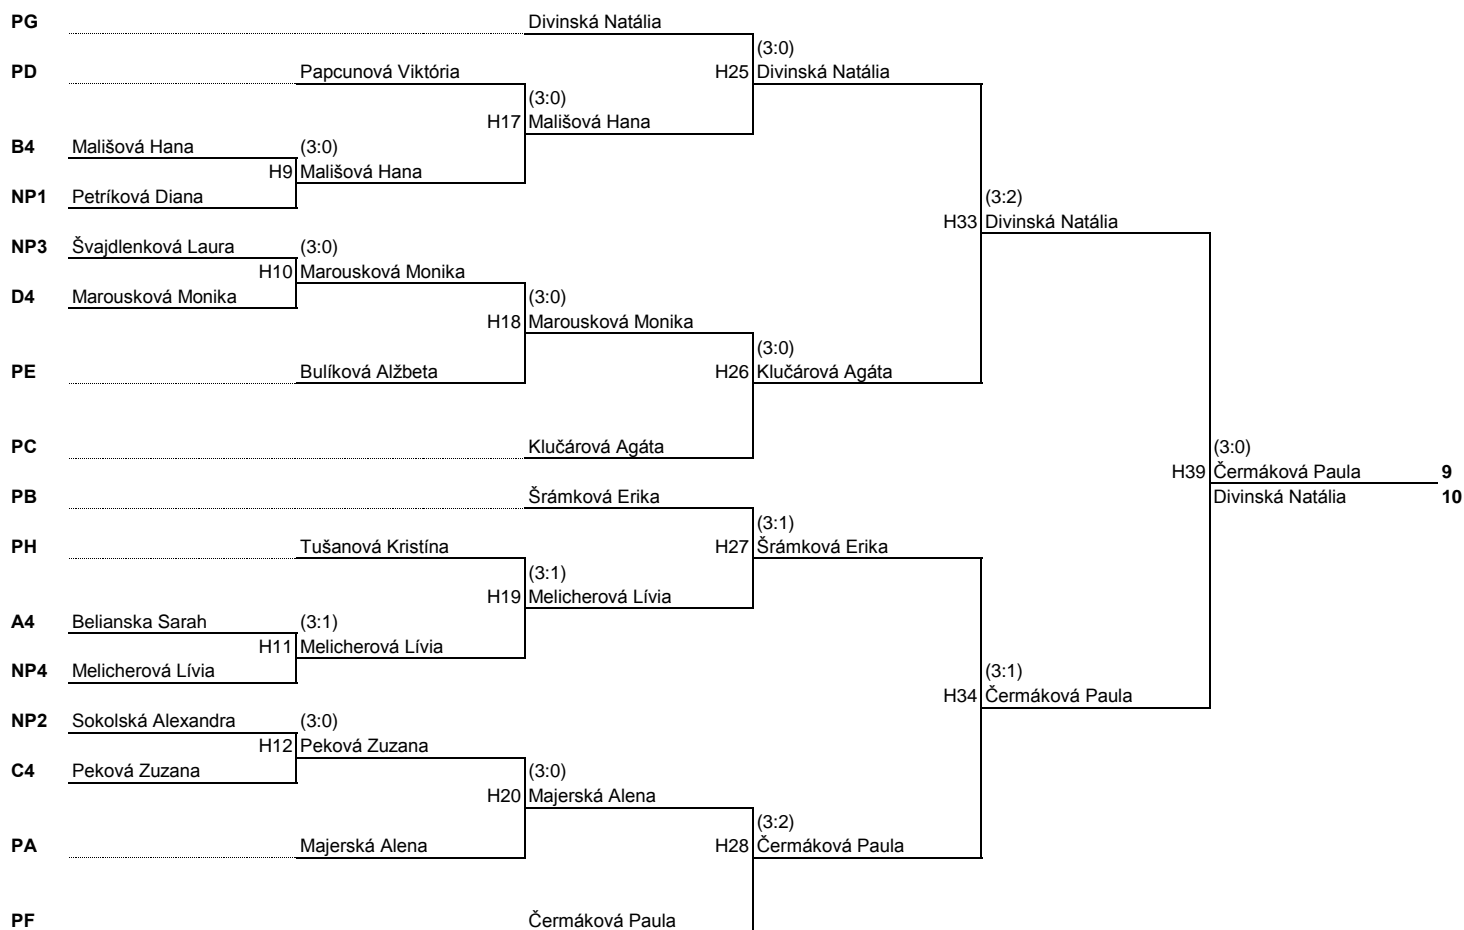 PG Divinská Natália
(3:0)
PD Papcunová Viktória H25 Divinská Natália
(3:0)
H17 Mališová Hana
B4 Mališová Hana (3:0)
H9 Mališová Hana
NP1 Petríková Diana (3:2)
H33 Divinská Natália
NP3 Švajdlenková Laura (3:0)
H10 Marousková Monika
D4 Marousková Monika (3:0)
H18 Marousková Monika
(3:0)
PE Bulíková Alžbeta H26 Klučárová Agáta
PC Klučárová Agáta (3:0)
H39 Čermáková Paula 9
PB Šrámková Erika Divinská Natália 10
(3:1)
PH Tušanová Kristína H27 Šrámková Erika
(3:1)
H19 Melicherová Lívia
A4 Belianska Sarah (3:1)
H11 Melicherová Lívia
NP4 Melicherová Lívia (3:1)
H34 Čermáková Paula
NP2 Sokolská Alexandra (3:0)
H12 Peková Zuzana
C4 Peková Zuzana (3:0)
H20 Majerská Alena
(3:2)
PA Majerská Alena H28 Čermáková Paula
PF Čermáková Paula